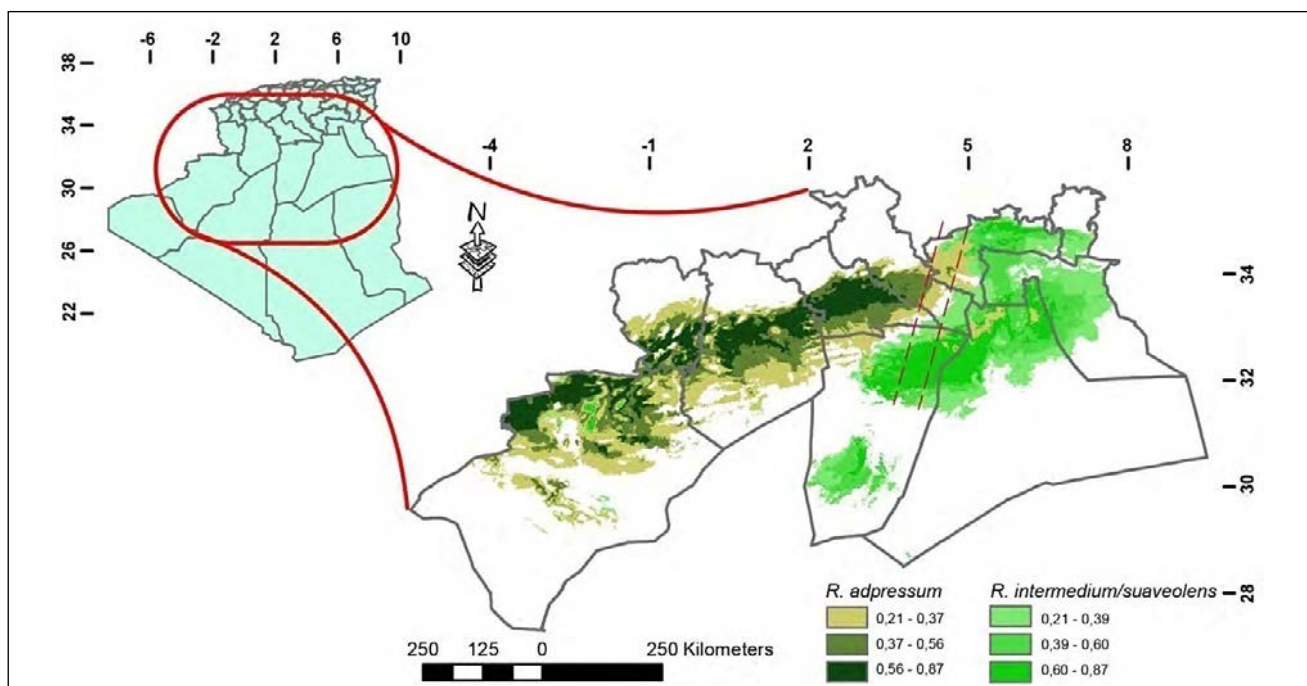 -6 -2 2 6 10
38
34
30
26
22
-4 -1 2 5 8
N
34
32
30
28
R. adpressum R. intermedium/suaveolens
0,21 - 0,37 0,21 - 0,39
0,37 - 0,56 0,39 - 0,60
0,56 - 0,87 0,60 - 0,87
250 125 0 250 Kilometers